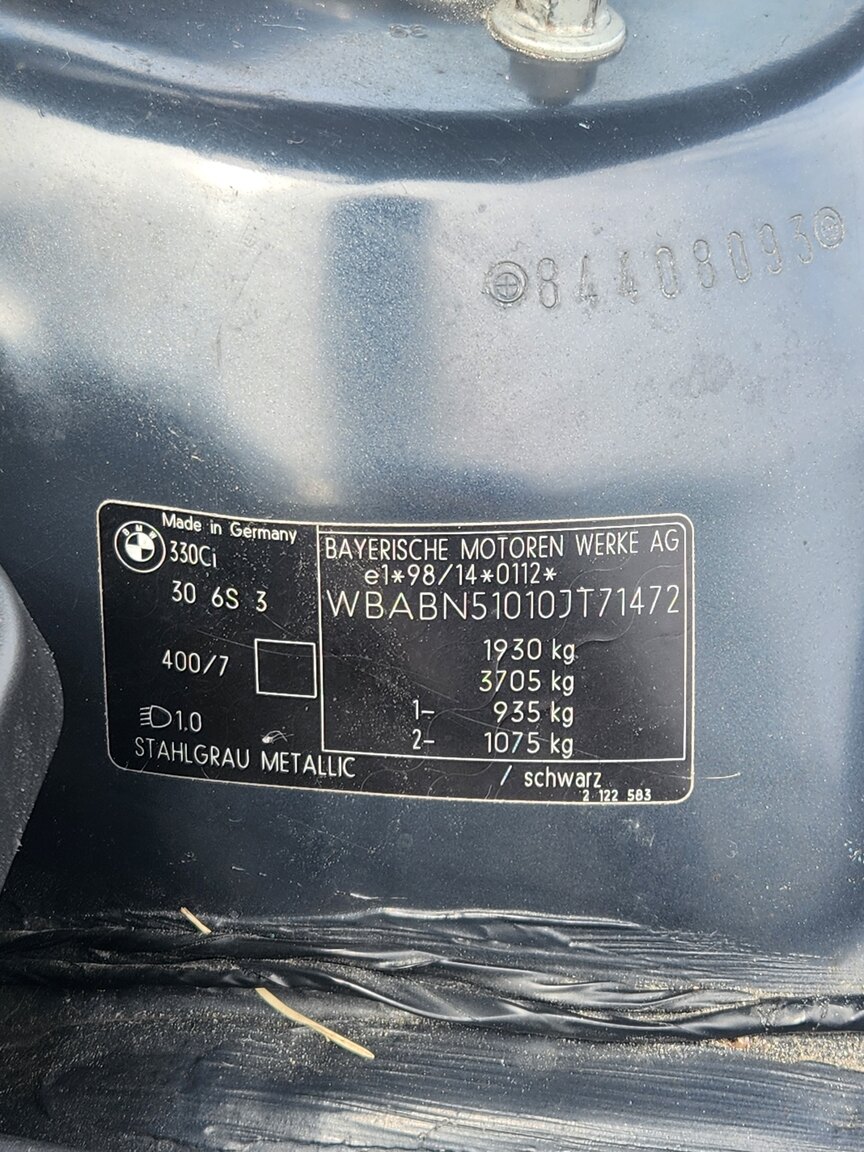 84408093
Made in Germany
BMW
330Ci
30 6S 3
400/7
1.0
STAHLGRAU METALLIC
BAYERISCHE MOTOREN WERKE AG
e1*98/14*0112*
WBABN51010JT71472
1930 kg
3705 kg
1- 935 kg
2- 1075 kg
/ schwarz
2 122 583